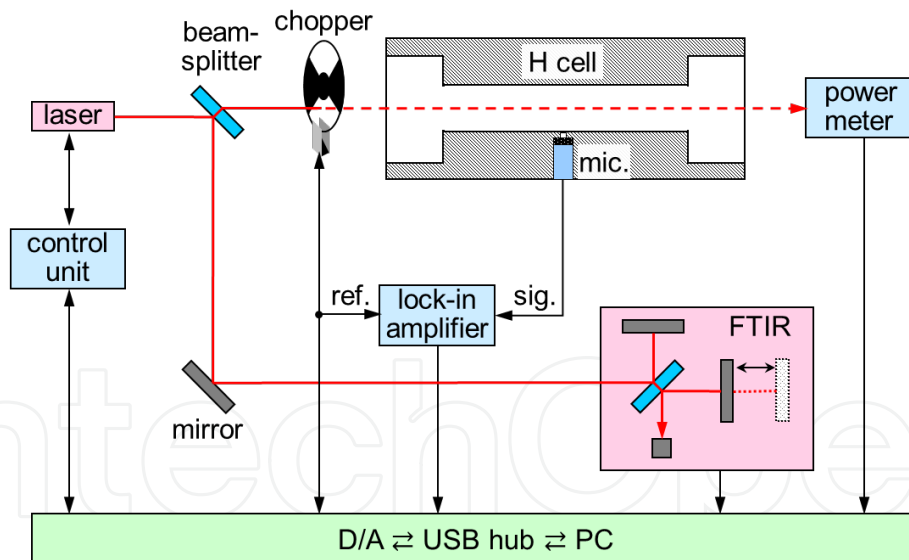 chopper
beam-
splitter
H cell
laser
power
meter
mic.
control
unit
ref.
lock-in
amplifier
sig.
FTIR
mirror
ntechOpe
D/A ⇄ USB hub ⇄ PC